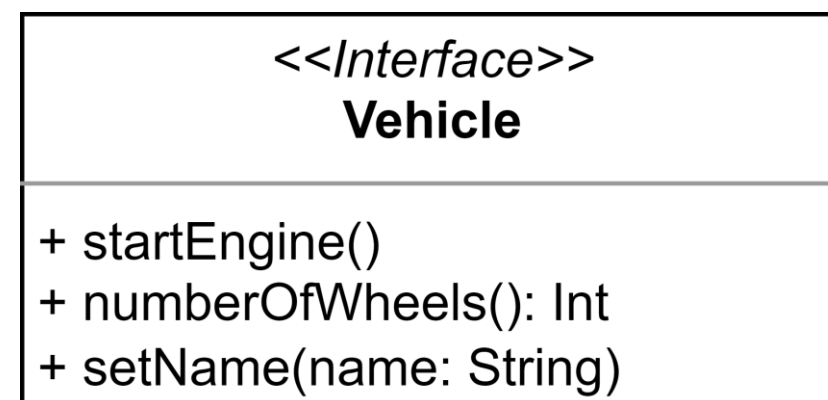 <<Interface>>
Vehicle
+ startEngine()
+ numberOfWheels(): Int
+ setName(name: String)